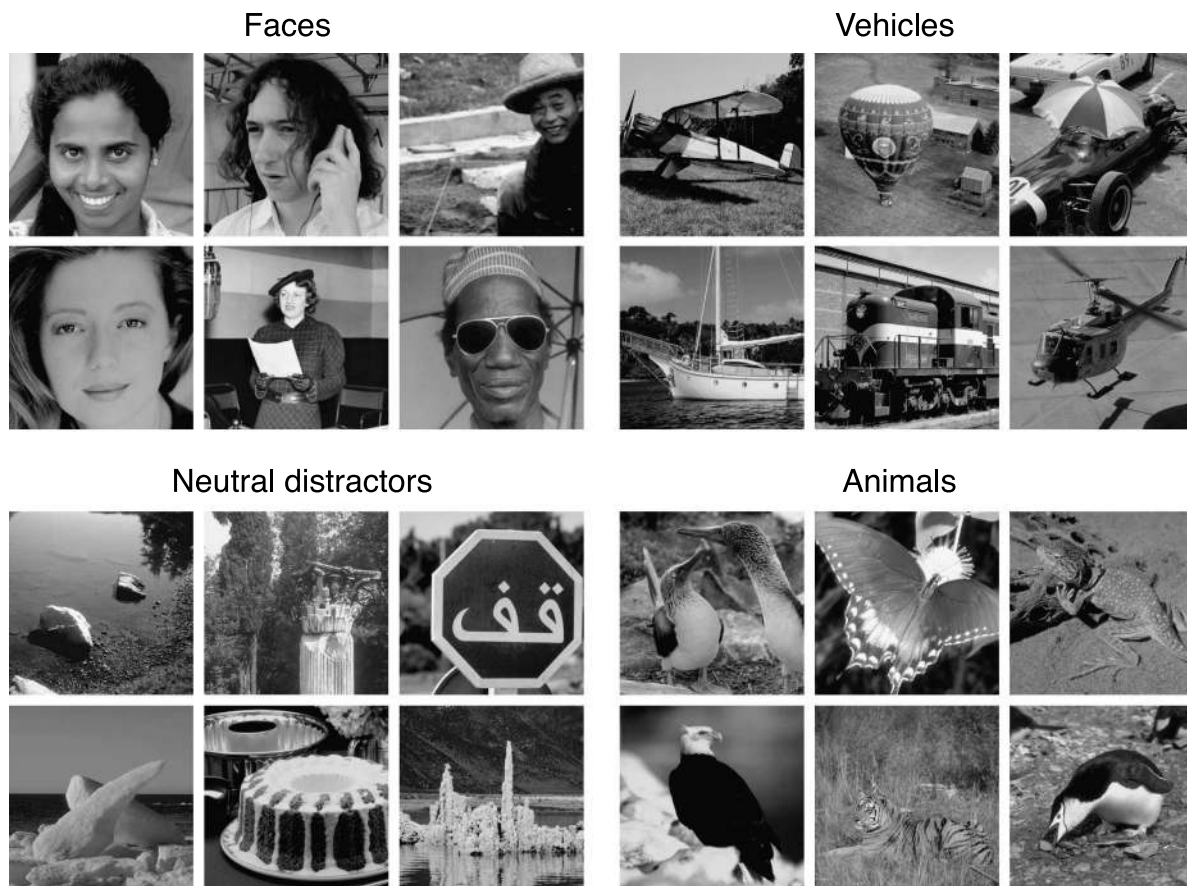 Faces
Vehicles
Neutral distractors
Animals
قف